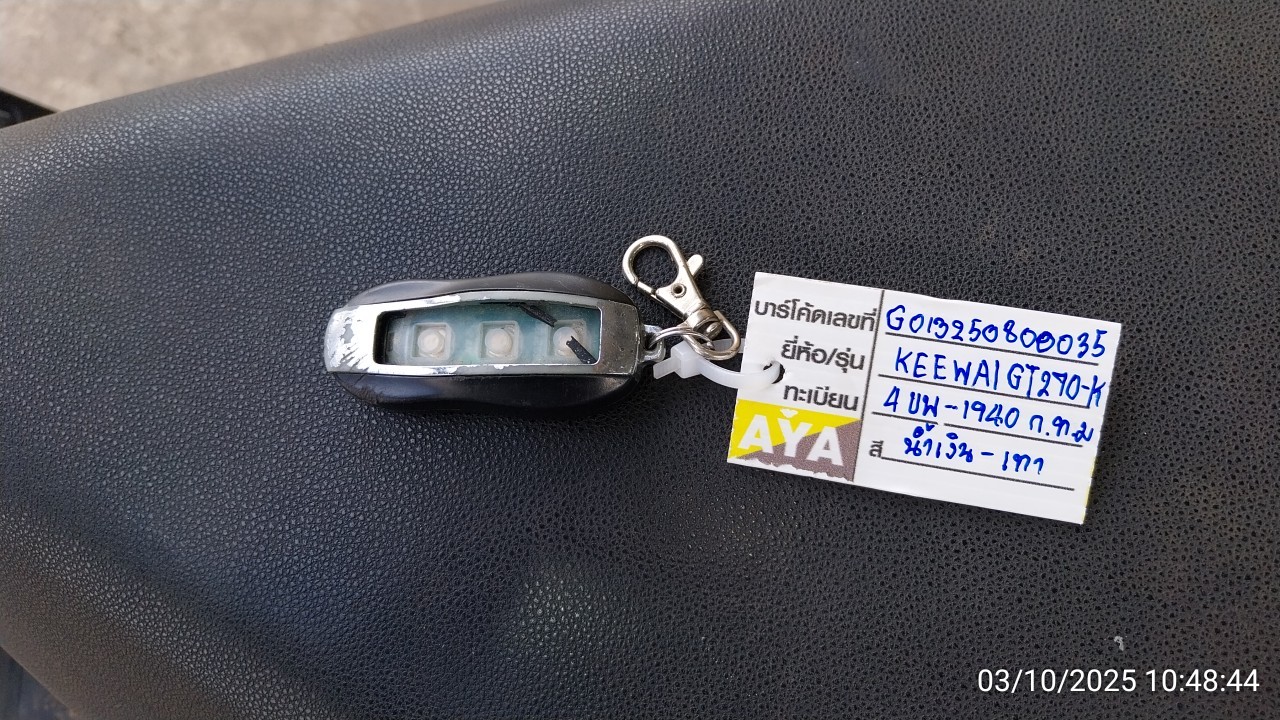 บาร์โค้ดเลขที่ G013250800035
ยี่ห้อ/รุ่น KEEWAI GT270-K
ทะเบียน 4 ขพ-1940 ก.ท.ม
สี น้ำเงิน-เทา
AYA
03/10/2025 10:48:44